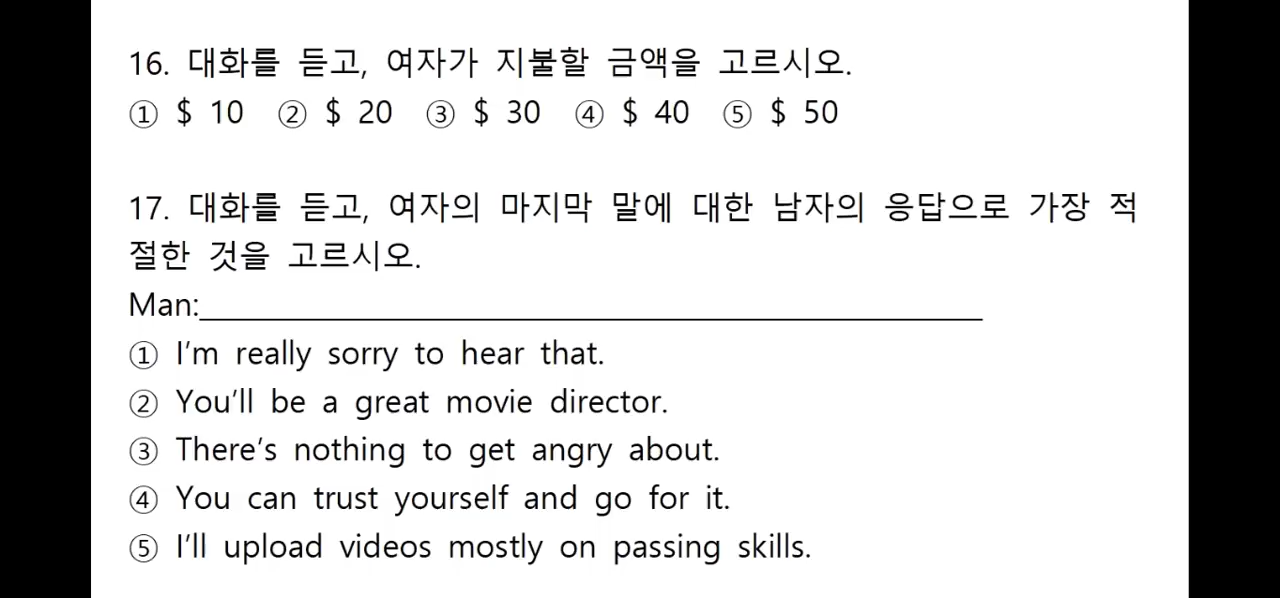 16. 대화를 듣고, 여자가 지불할 금액을 고르시오.
① $ 10 ② $ 20 ③ $ 30 ④ $ 40 ⑤ $ 50
17. 대화를 듣고, 여자의 마지막 말에 대한 남자의 응답으로 가장 적
절한 것을 고르시오.
Man:
① I’m really sorry to hear that.
② You’ll be a great movie director.
③ There’s nothing to get angry about.
④ You can trust yourself and go for it.
⑤ I’ll upload videos mostly on passing skills.